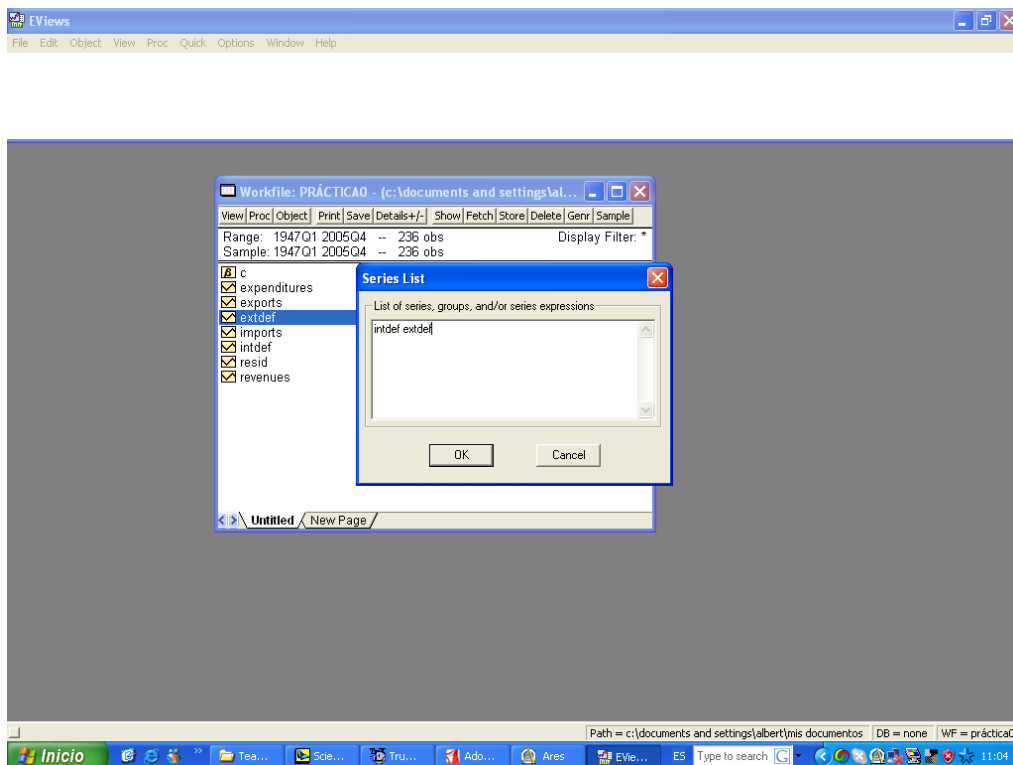 EViews
File Edit Object View Proc Quick Options Window Help
Workfile: PRÁCTICA0 - (c:\documents and settings\al...
View Proc Object Print Save Details+/- Show Fetch Store Delete Genr Sample
Range: 1947Q1 2005Q4 -- 236 obs Display Filter: *
Sample: 1947Q1 2005Q4 -- 236 obs
c
expenditures
exports
extdef
imports
intdef
resid
revenues
Series List
List of series, groups, and/or series expressions
intdef extdef
OK Cancel
Untitled New Page
Path = c:\documents and settings\albert\mis documentos DB = none WF = práctica0
Inicio Tea... Scie... Tru... Ado... Ares EVie... ES Type to search G 11:04